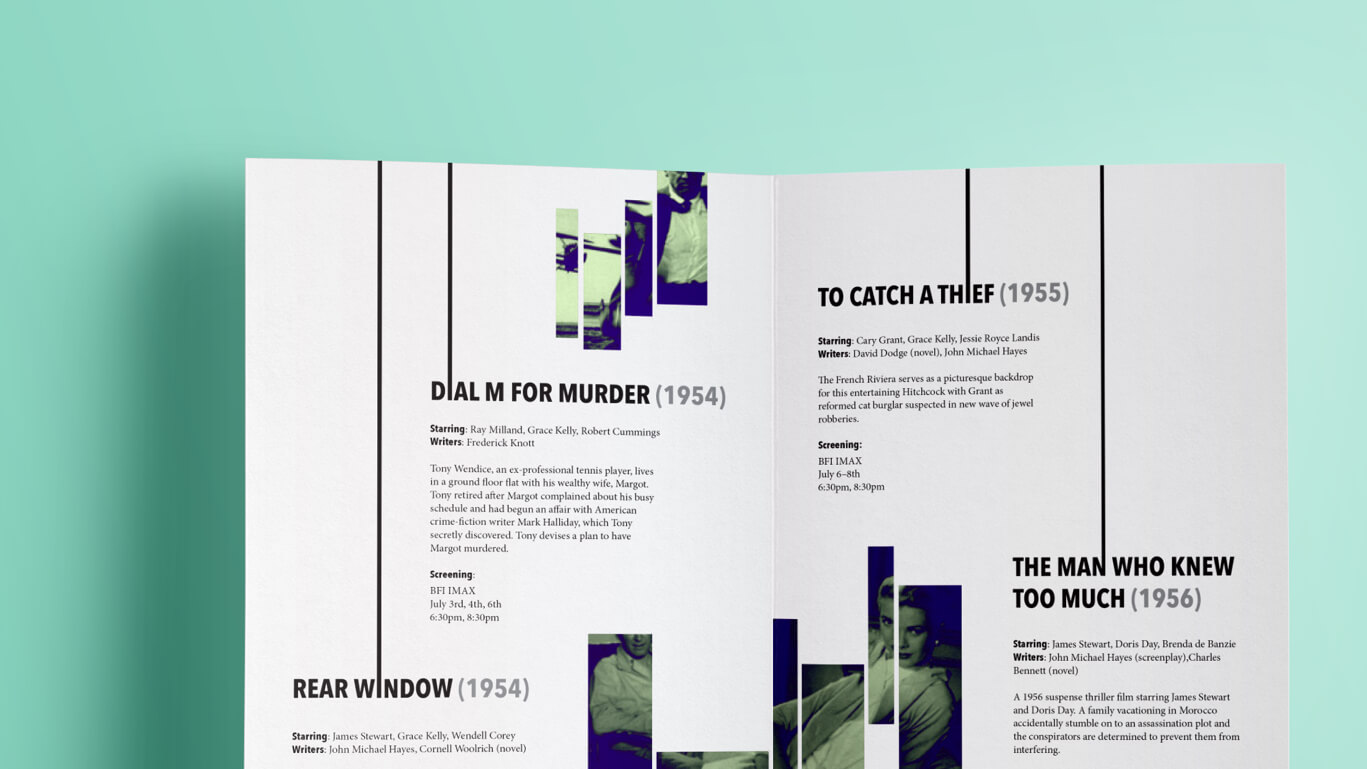 DIAL M FOR MURDER (1954)
Starring: Ray Milland, Grace Kelly, Robert Cummings
Writers: Frederick Knott
Tony Wendice, an ex-professional tennis player, lives
in a ground floor flat with his wealthy wife, Margot.
Tony retired after Margot complained about his busy
schedule and had begun an affair with American
crime-fiction writer Mark Halliday, which Tony
secretly discovered. Tony devises a plan to have
Margot murdered.
Screening:
BFI IMAX
July 3rd, 4th, 6th
6:30pm, 8:30pm
REAR WINDOW (1954)
Starring: James Stewart, Grace Kelly, Wendell Corey
Writers: John Michael Hayes, Cornell Woolrich (novel)
TO CATCH A THIEF (1955)
Starring: Cary Grant, Grace Kelly, Jessie Royce Landis
Writers: David Dodge (novel), John Michael Hayes
The French Riviera serves as a picturesque backdrop
for this entertaining Hitchcock with Grant as
reformed cat burglar suspected in new wave of jewel
robberies.
Screening:
BFI IMAX
July 6–8th
6:30pm, 8:30pm
THE MAN WHO KNEW
TOO MUCH (1956)
Starring: James Stewart, Doris Day, Brenda de Banzie
Writers: John Michael Hayes (screenplay),Charles
Bennett (novel)
A 1956 suspense thriller film starring James Stewart
and Doris Day. A family vacationing in Morocco
accidentally stumble on to an assassination plot and
the conspirators are determined to prevent them from
interfering.